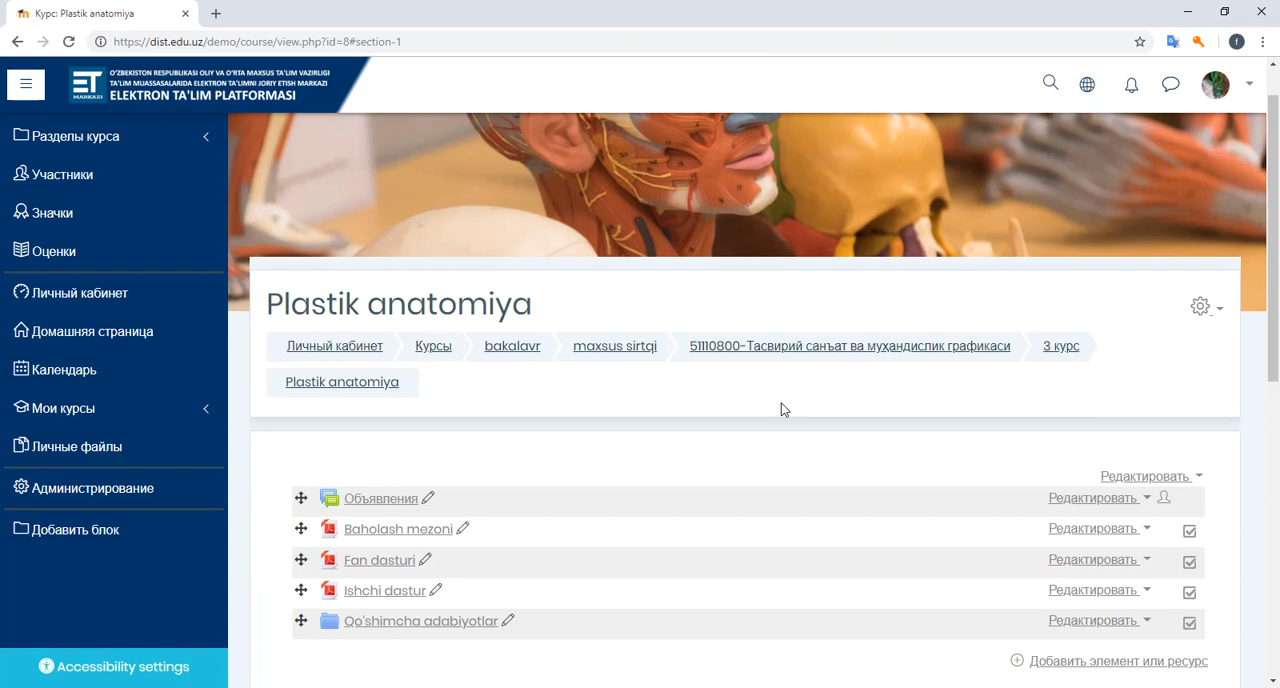 Курс: Plastik anatomiya
https://dist.edu.uz/demo/course/view.php?id=8#section-1
f
ET
MARKAZI
O'ZBEKISTON RESPUBLIKASI OLIY VA O'RTA MAXSUS TA'LIM VAZIRLIGI
TA'LIM MUASSASALARIDA ELEKTRON TA'LIMNI JORIY ETISH MARKAZI
ELEKTRON TA'LIM PLATFORMASI
Разделы курса
Участники
Значки
Оценки
Личный кабинет
Домашняя страница
Календарь
Мои курсы
Личные файлы
Администрирование
Добавить блок
Accessibility settings
Plastik anatomiya
Личный кабинет Курсы bakalavr maxsus sirtqi 51110800-Тасвирий санъат ва муҳандислик графикаси 3 курс
Plastik anatomiya
Редактировать
Объявления Редактировать
Baholash mezoni Редактировать
Fan dasturi Редактировать
Ishchi dastur Редактировать
Qo'shimcha adabiyotlar Редактировать
Добавить элемент или ресурс